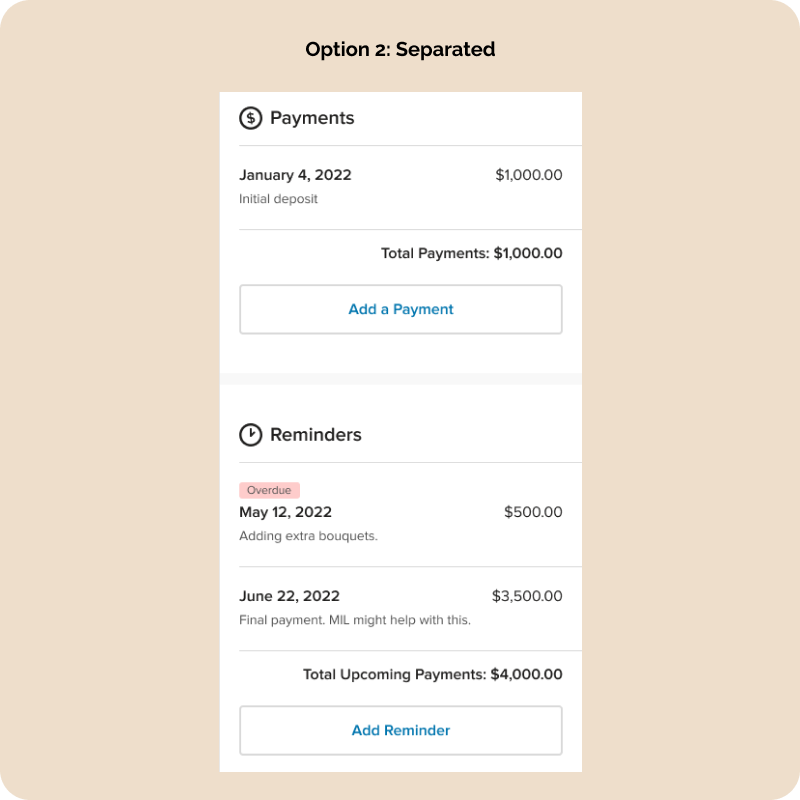 Option 2: Separated
$ Payments
January 4, 2022 $1,000.00
Initial deposit
Total Payments: $1,000.00
Add a Payment
Reminders
Overdue
May 12, 2022 $500.00
Adding extra bouquets.
June 22, 2022 $3,500.00
Final payment. MIL might help with this.
Total Upcoming Payments: $4,000.00
Add Reminder